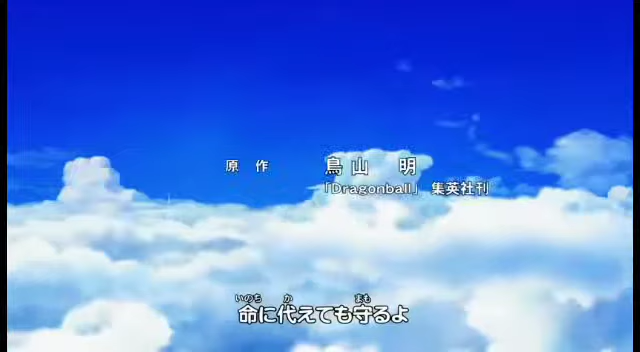 原 作 鳥山 明
「Dragonball」 集英社刊
いのち か まも
命に代えても守るよ